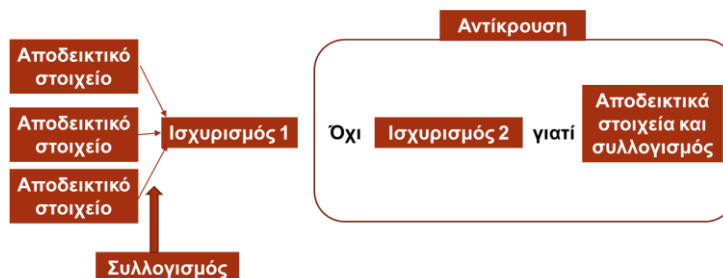 Αντίκρουση
Αποδεικτικό
στοιχείο
Αποδεικτικό
στοιχείο
Αποδεικτικό
στοιχείο
Ισχυρισμός 1
Όχι Ισχυρισμός 2 γιατί
Αποδεικτικά
στοιχεία και
συλλογισμός
Συλλογισμός